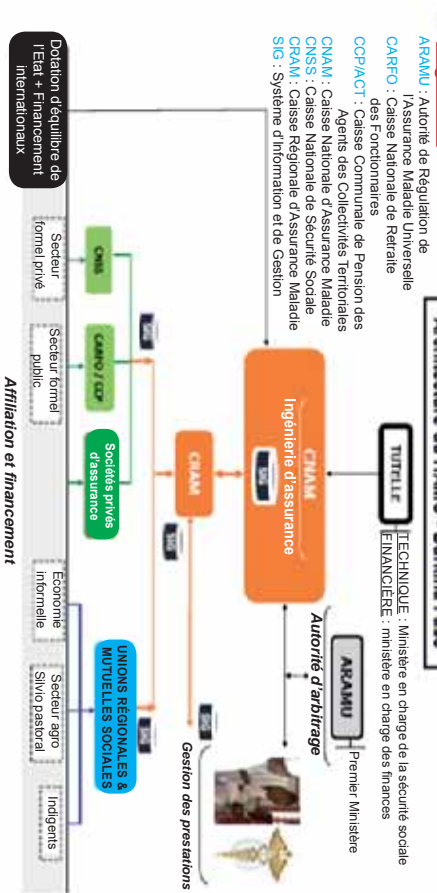 ARAMU : Autorité de Régulation de
l'Assurance Maladie Universelle
CARFO : Caisse Nationale de Retraite
des Fonctionnaires
CCP/ACT : Caisse Communale de Pension des
Agents des Collectivités Territoriales
CNAM : Caisse Nationale d'Assurance Maladie
CNSS : Caisse Nationale de Sécurité Sociale
CRAM : Caisse Régionale d'Assurance Maladie
SIG : Système d'Information et de Gestion
TUTELLE
TECHNIQUE : Ministère en charge de la sécurité sociale
FINANCIÈRE : ministère en charge des finances
ARAMU
Premier Ministère
Autorité d'arbitrage
CNAM
Ingénierie d'assurance
SIG
CRAM
SIG
SIG
SIG
SIG
Gestion des prestations
CNSS
CARFO / CCP
Sociétés privés
d'assurance
UNIONS RÉGIONALES &
MUTUELLES SOCIALES
Dotation d'équilibre de
l'Etat + Financement
internationaux
Secteur
formel privé
Secteur formel
public
Économie
informelle
Secteur agro
Silvio pastoral
Indigents
Affiliation et financement